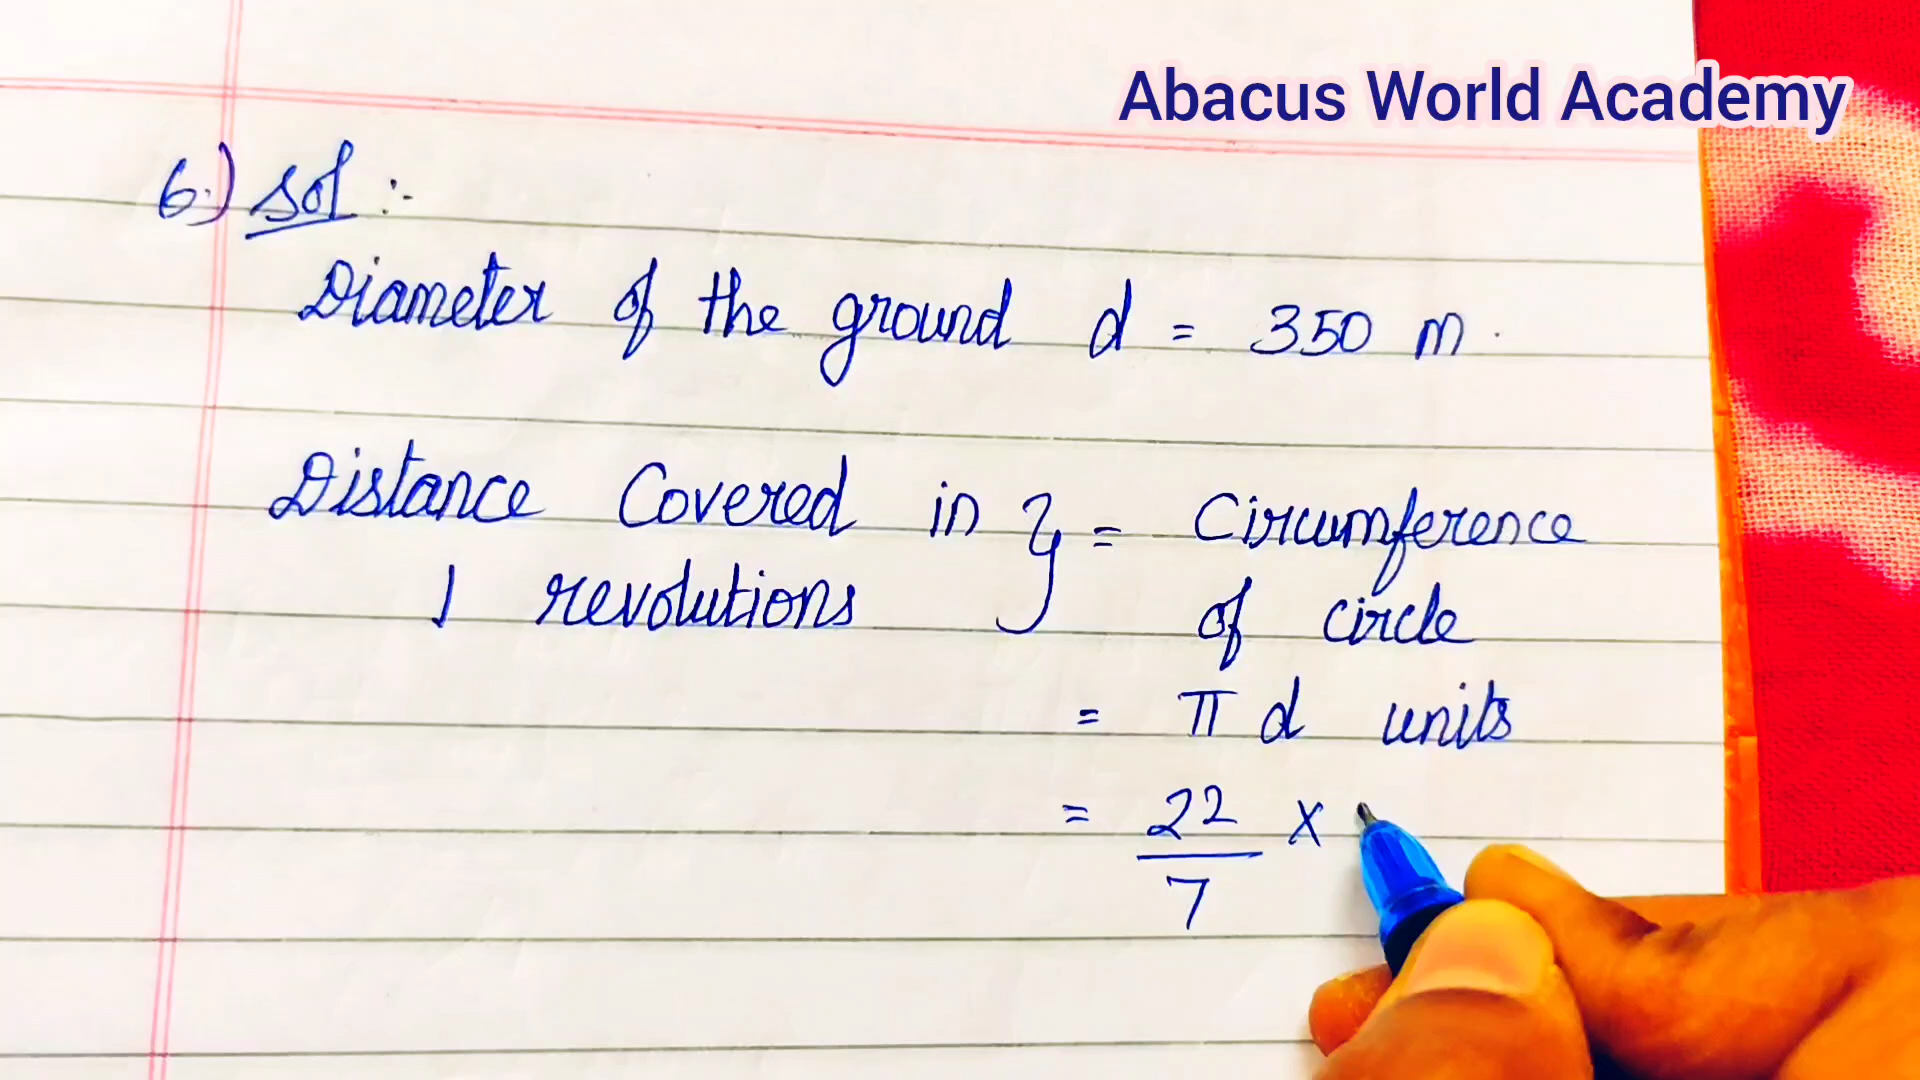 Abacus World Academy
6.) Sol :-
Diameter of the ground d = 350 m.
Distance Covered in } = Circumference
1 revolutions of circle
= π d units
= 22/7 ×